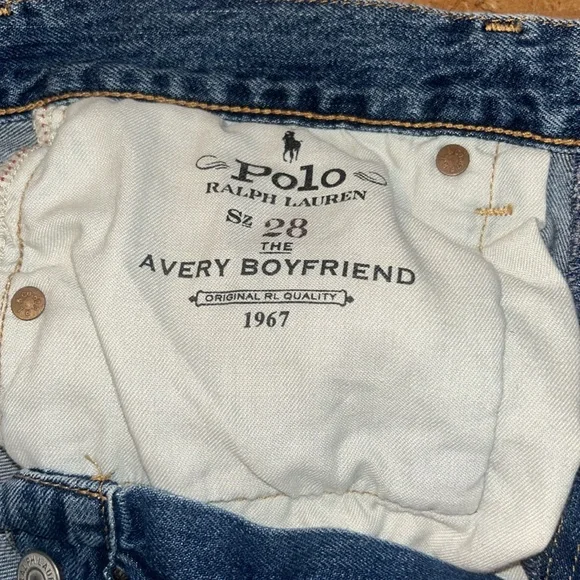 Polo
RALPH LAUREN
Sz 28
THE
AVERY BOYFRIEND
ORIGINAL RL QUALITY
1967